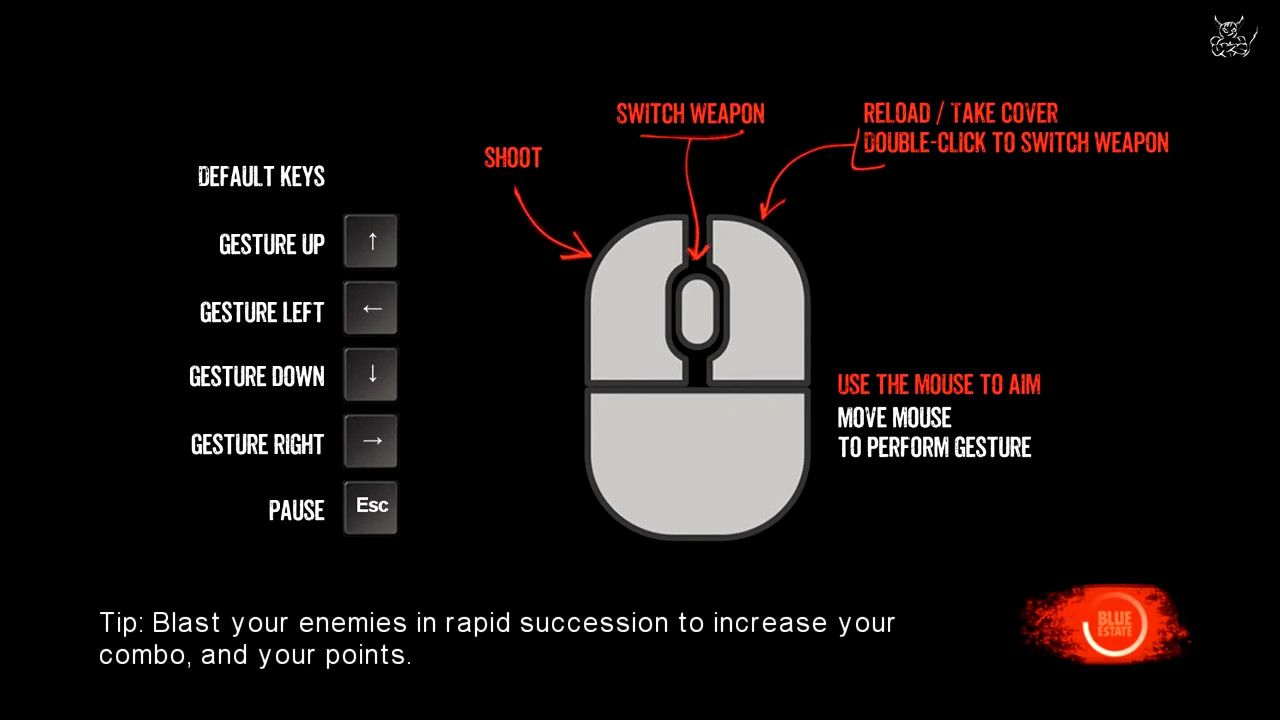 SWITCH WEAPON
RELOAD / TAKE COVER
DOUBLE-CLICK TO SWITCH WEAPON
SHOOT
DEFAULT KEYS
GESTURE UP ↑
GESTURE LEFT ←
GESTURE DOWN ↓
GESTURE RIGHT →
PAUSE Esc
USE THE MOUSE TO AIM
MOVE MOUSE
TO PERFORM GESTURE
Tip: Blast your enemies in rapid succession to increase your
combo, and your points.
BLUE
ESTATE